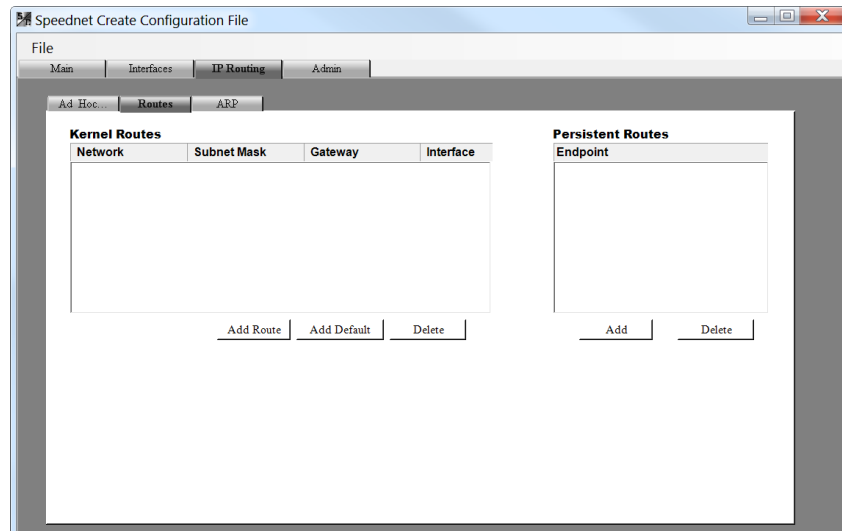 Speednet Create Configuration File
File
Main Interfaces IP Routing Admin
Ad Hoc... Routes ARP
Kernel Routes Persistent Routes
Network Subnet Mask Gateway Interface Endpoint
Add Route Add Default Delete Add Delete